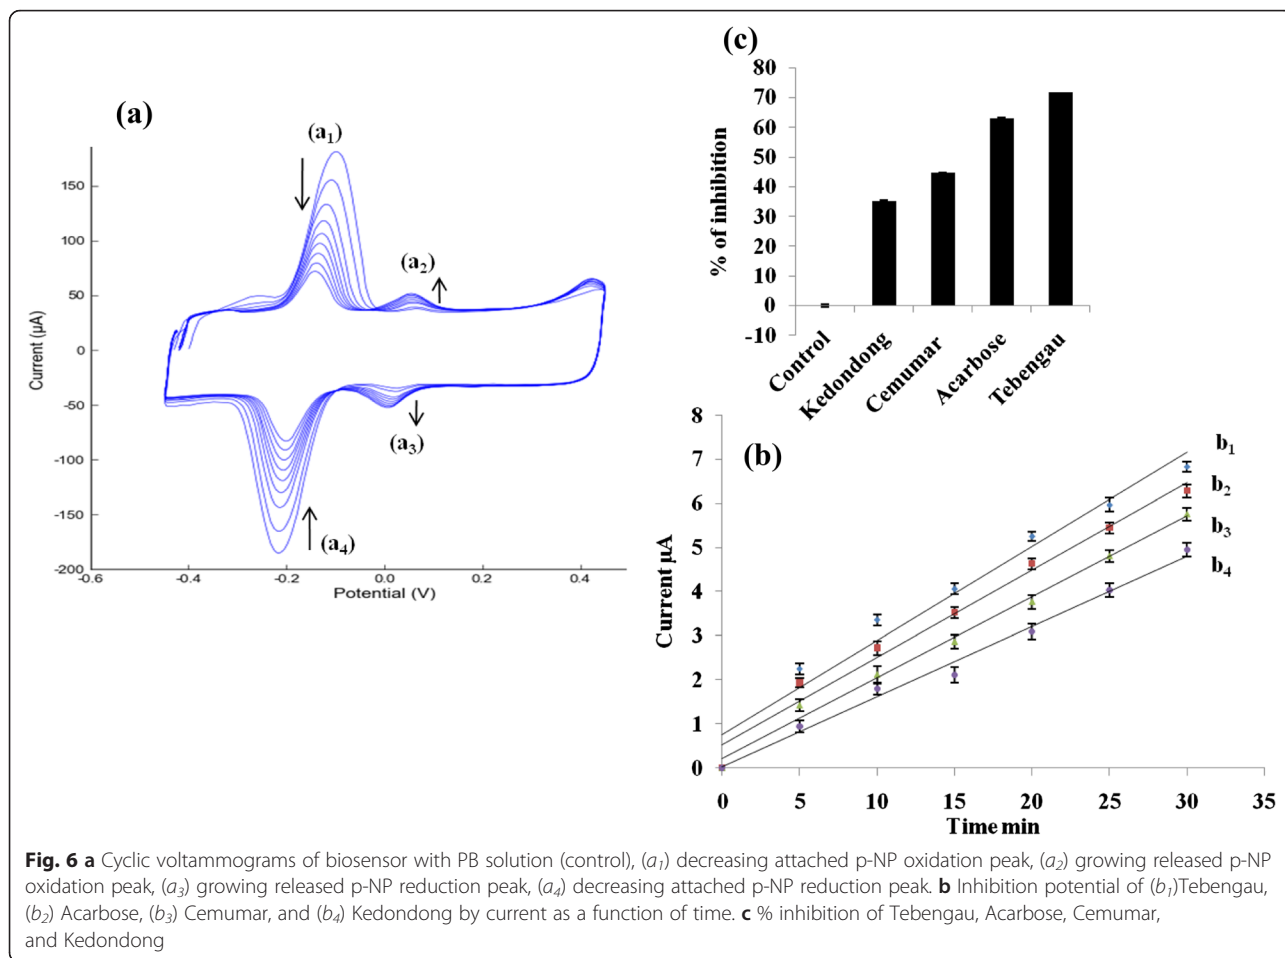 (a)
(a1)
(a2)
(a3)
(a4)
150
100
50
0
-50
-100
-150
-200
-0.6
-0.4
-0.2
0.0
0.2
0.4
Current (µA)
Potential (V)
(c)
80
70
60
50
40
30
20
10
0
-10
% of inhibition
Control
Kedondong
Cemumar
Acarbose
Tebengau
(b)
8
7
6
5
4
3
2
1
0
Current µA
b1
b2
b3
b4
0
5
10
15
20
25
30
35
Time min
Fig. 6 a Cyclic voltammograms of biosensor with PB solution (control), (a1) decreasing attached p-NP oxidation peak, (a2) growing released p-NP
oxidation peak, (a3) growing released p-NP reduction peak, (a4) decreasing attached p-NP reduction peak. b Inhibition potential of (b1)Tebengau,
(b2) Acarbose, (b3) Cemumar, and (b4) Kedondong by current as a function of time. c % inhibition of Tebengau, Acarbose, Cemumar,
and Kedondong